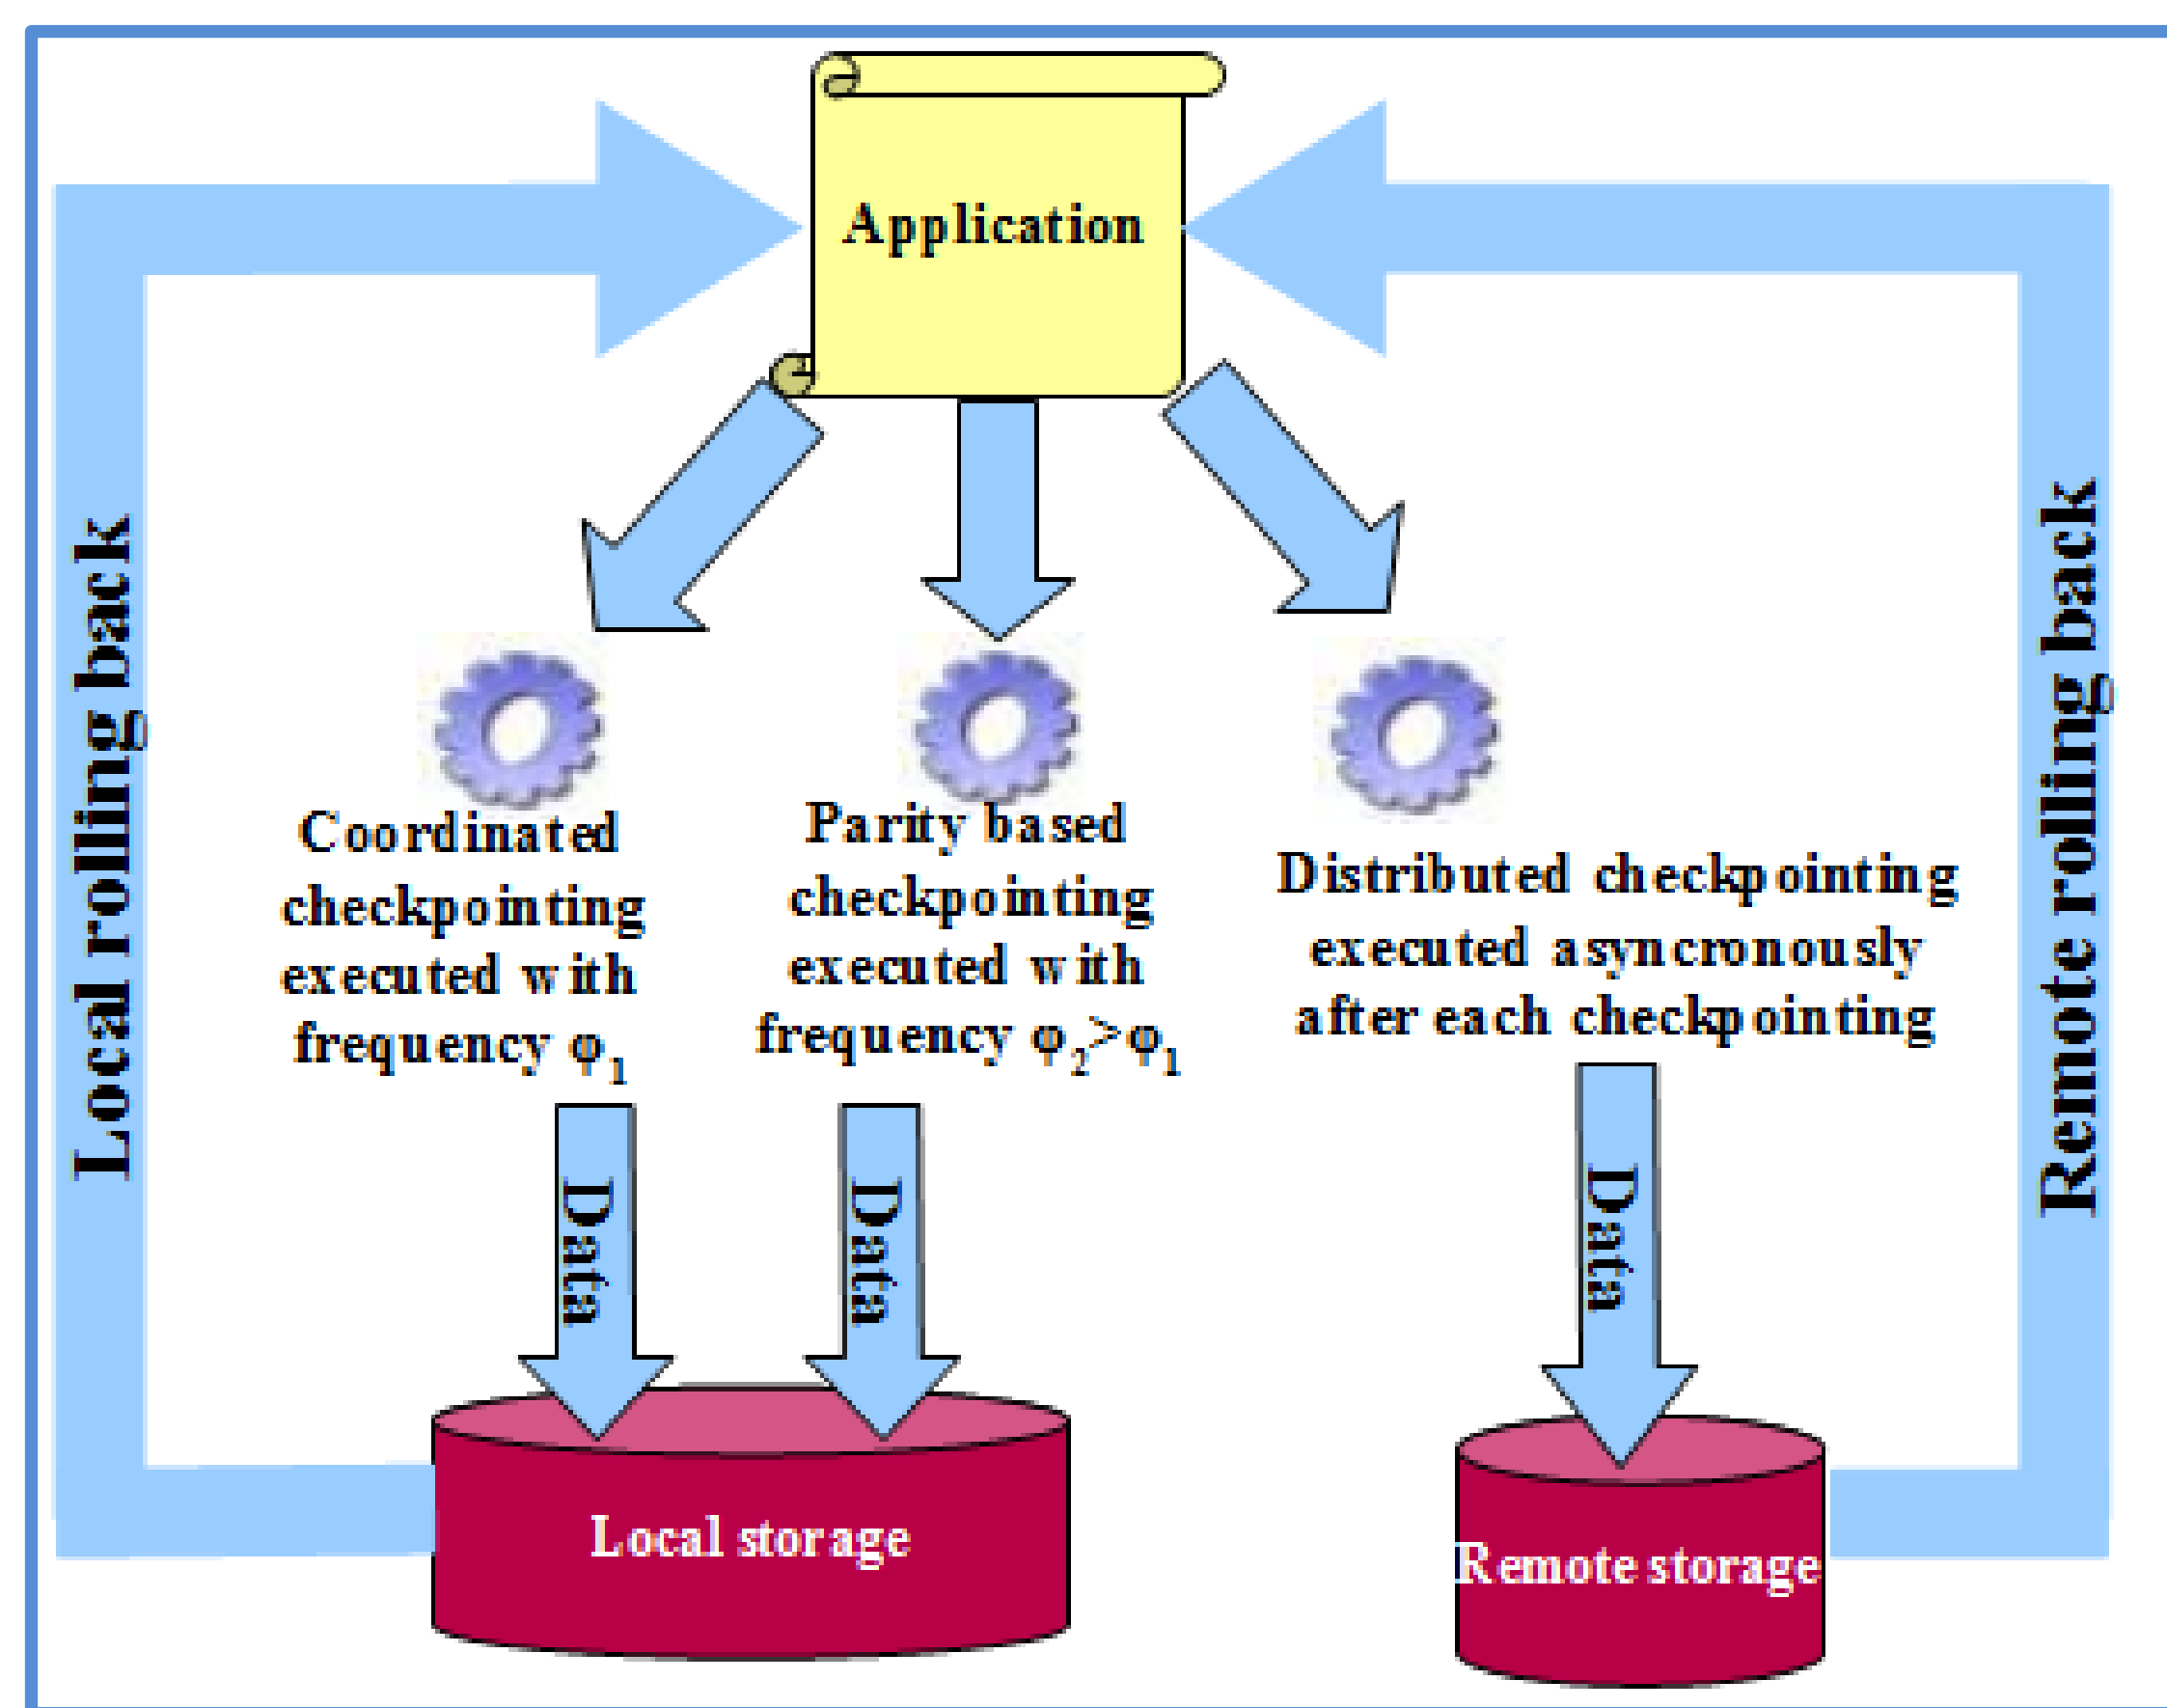 Application
Local rolling back
Remote rolling back
Coordinated
checkpointing
executed with
frequency φ₁
Parity based
checkpointing
executed with
frequency φ₂>φ₁
Distributed checkpointing
executed asyncronously
after each checkpointing
Data
Data
Data
Local storage
Remote storage